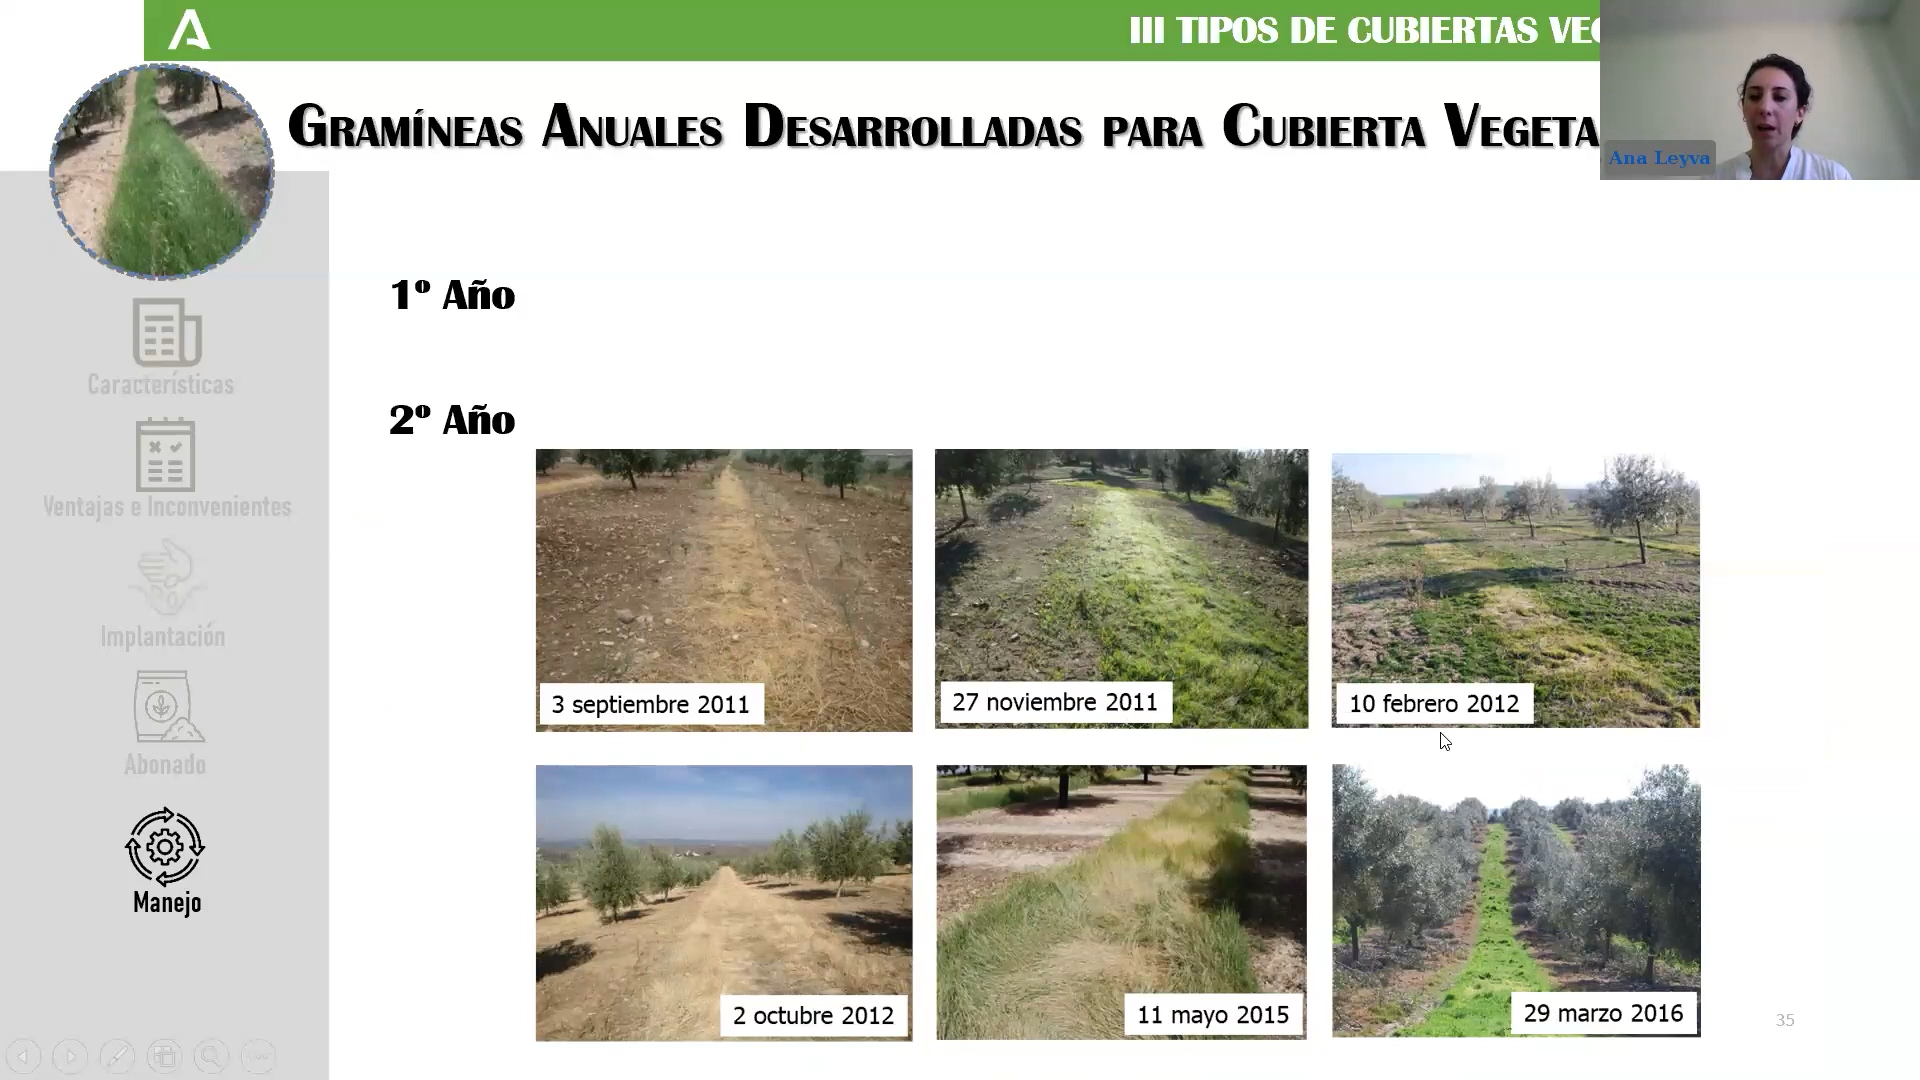 III TIPOS DE CUBIERTAS
Gramíneas Anuales Desarrolladas para Cubierta
Ana Leyva
1º Año
2º Año
Características
Ventajas e Inconvenientes
Implantación
Abonado
Manejo
3 septiembre 2011
27 noviembre 2011
10 febrero 2012
2 octubre 2012
11 mayo 2015
29 marzo 2016
35